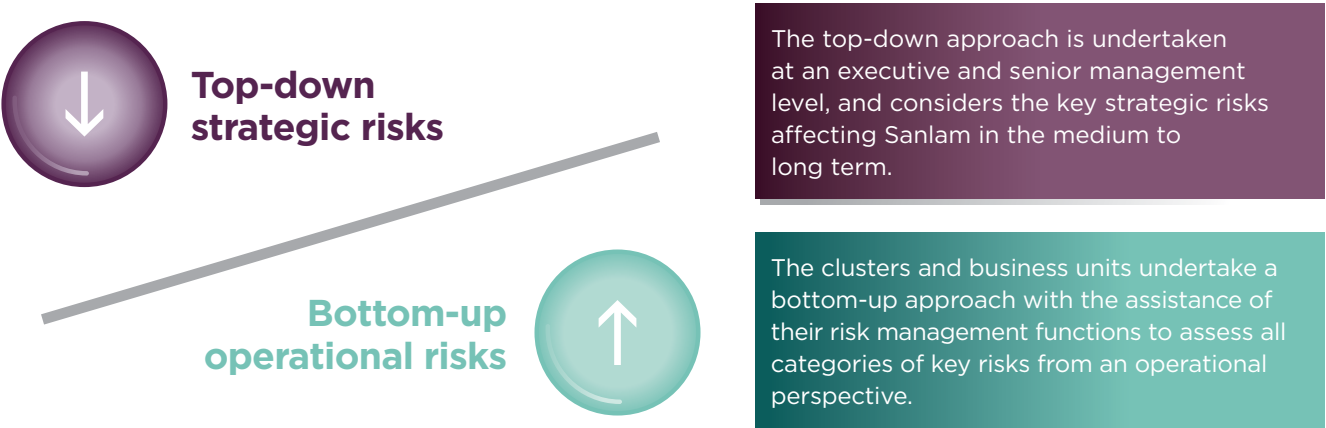 Top-down
strategic risks
The top-down approach is undertaken
at an executive and senior management
level, and considers the key strategic risks
affecting Sanlam in the medium to
long term.
Bottom-up
operational risks
The clusters and business units undertake a
bottom-up approach with the assistance of
their risk management functions to assess all
categories of key risks from an operational
perspective.